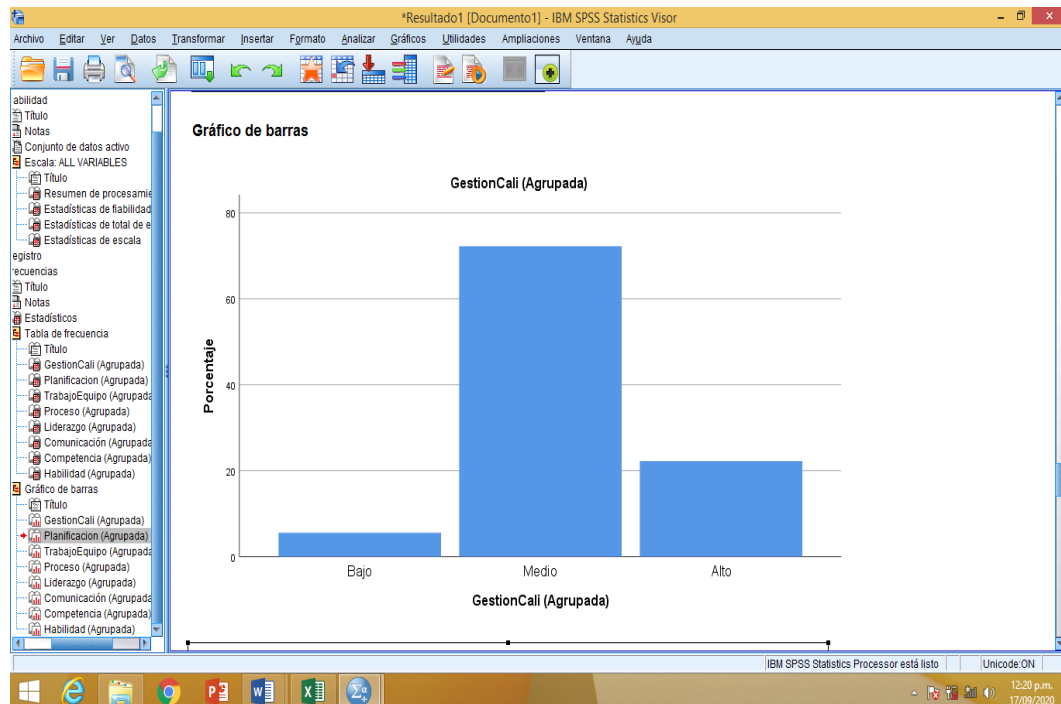 *Resultado1 [Documento1] - IBM SPSS Statistics Visor
Archivo Editar Ver Datos Transformar Insertar Formato Analizar Gráficos Utilidades Ampliaciones Ventana Ayuda
abilidad
Título
Notas
Conjunto de datos activo
Escala: ALL VARIABLES
Título
Resumen de procesamie
Estadísticas de fiabilidad
Estadísticas de total de e
Estadísticas de escala
egistro
recuencias
Título
Notas
Estadísticos
Tabla de frecuencia
Título
GestionCali (Agrupada)
Planificacion (Agrupada)
TrabajoEquipo (Agrupada
Proceso (Agrupada)
Liderazgo (Agrupada)
Comunicación (Agrupada
Competencia (Agrupada)
Habilidad (Agrupada)
Gráfico de barras
Título
GestionCali (Agrupada)
Planificacion (Agrupada)
TrabajoEquipo (Agrupada
Proceso (Agrupada)
Liderazgo (Agrupada)
Comunicación (Agrupada
Competencia (Agrupada)
Habilidad (Agrupada)
Gráfico de barras
GestionCali (Agrupada)
Porcentaje
80
60
40
20
0
Bajo Medio Alto
GestionCali (Agrupada)
IBM SPSS Statistics Processor está listo Unicode:ON
12:20 p.m.
17/09/2020